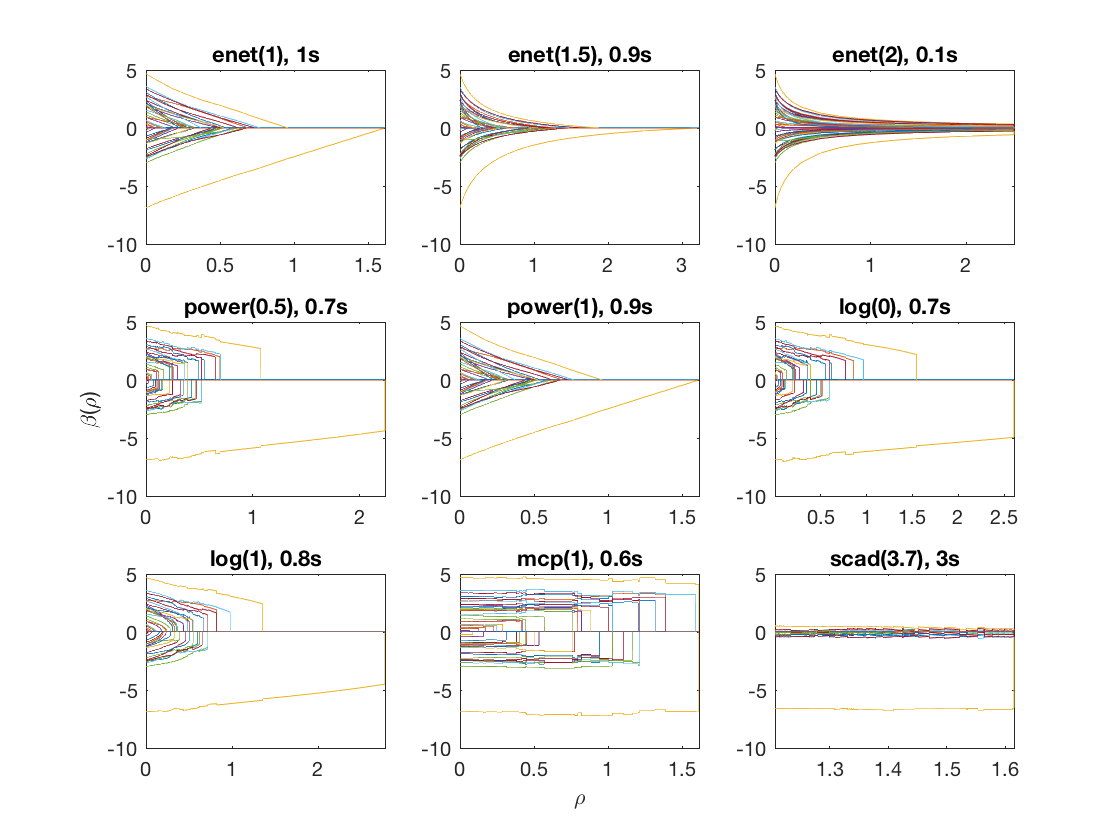 enet(1), 1s
5
0
-5
-10
0 0.5 1 1.5
enet(1.5), 0.9s
5
0
-5
-10
0 1 2 3
enet(2), 0.1s
5
0
-5
-10
0 1 2
power(0.5), 0.7s
5
0
-5
-10
0 1 2
β(ρ)
power(1), 0.9s
5
0
-5
-10
0 0.5 1 1.5
log(0), 0.7s
5
0
-5
-10
0.5 1 1.5 2 2.5
log(1), 0.8s
5
0
-5
-10
0 1 2
mcp(1), 0.6s
5
0
-5
-10
0 0.5 1 1.5
ρ
scad(3.7), 3s
5
0
-5
-10
1.3 1.4 1.5 1.6